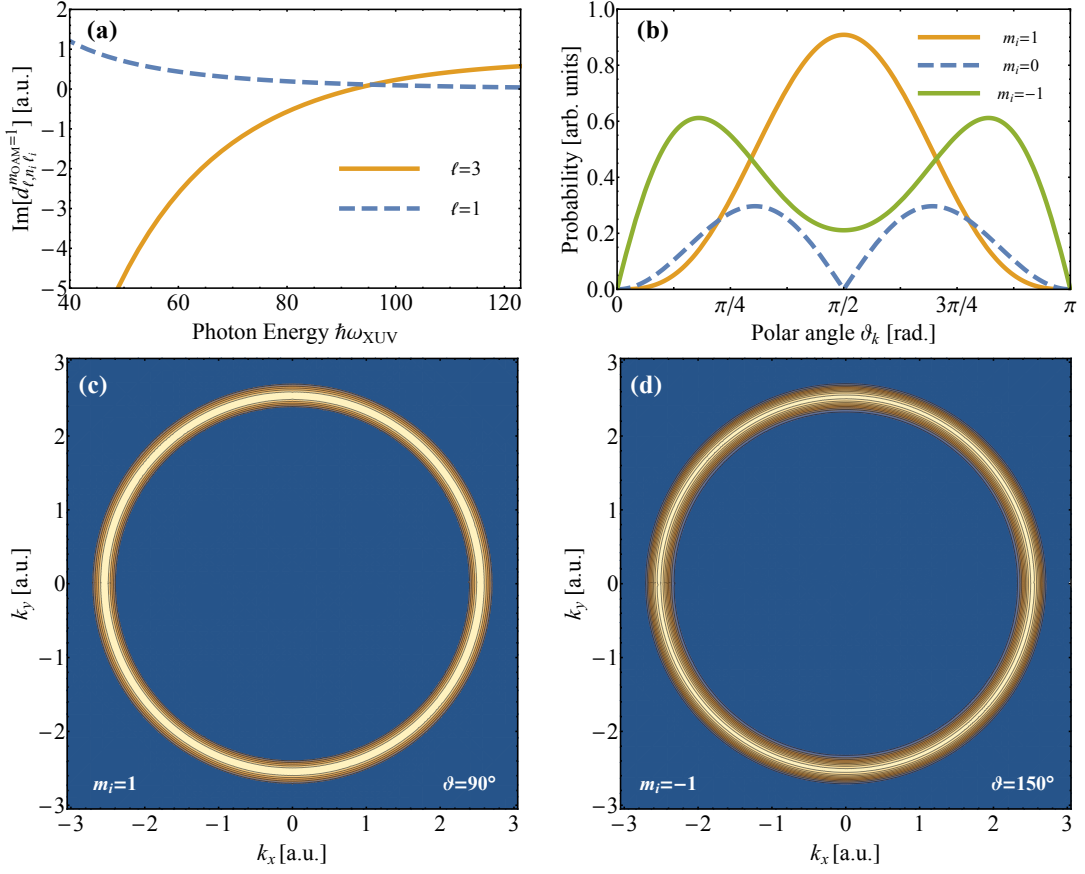 (a)
2
1
0
−1
−2
−3
−4
−5
40
60
80
100
120
Im[d^{m_{OAM}=1}_{ℓ,n_i ℓ_i}] [a.u.]
Photon Energy ℏω_{XUV}
ℓ=3
ℓ=1
(b)
1.0
0.8
0.6
0.4
0.2
0.0
0
π/4
π/2
3π/4
π
Probability [arb. units]
Polar angle ϑ_k [rad.]
m_i=1
m_i=0
m_i=-1
(c)
3
2
1
0
−1
−2
−3
k_y [a.u.]
m_i=1
ϑ=90°
−3
−2
−1
0
1
2
3
k_x [a.u.]
(d)
3
2
1
0
−1
−2
−3
k_y [a.u.]
m_i=-1
ϑ=150°
−3
−2
−1
0
1
2
3
k_x [a.u.]